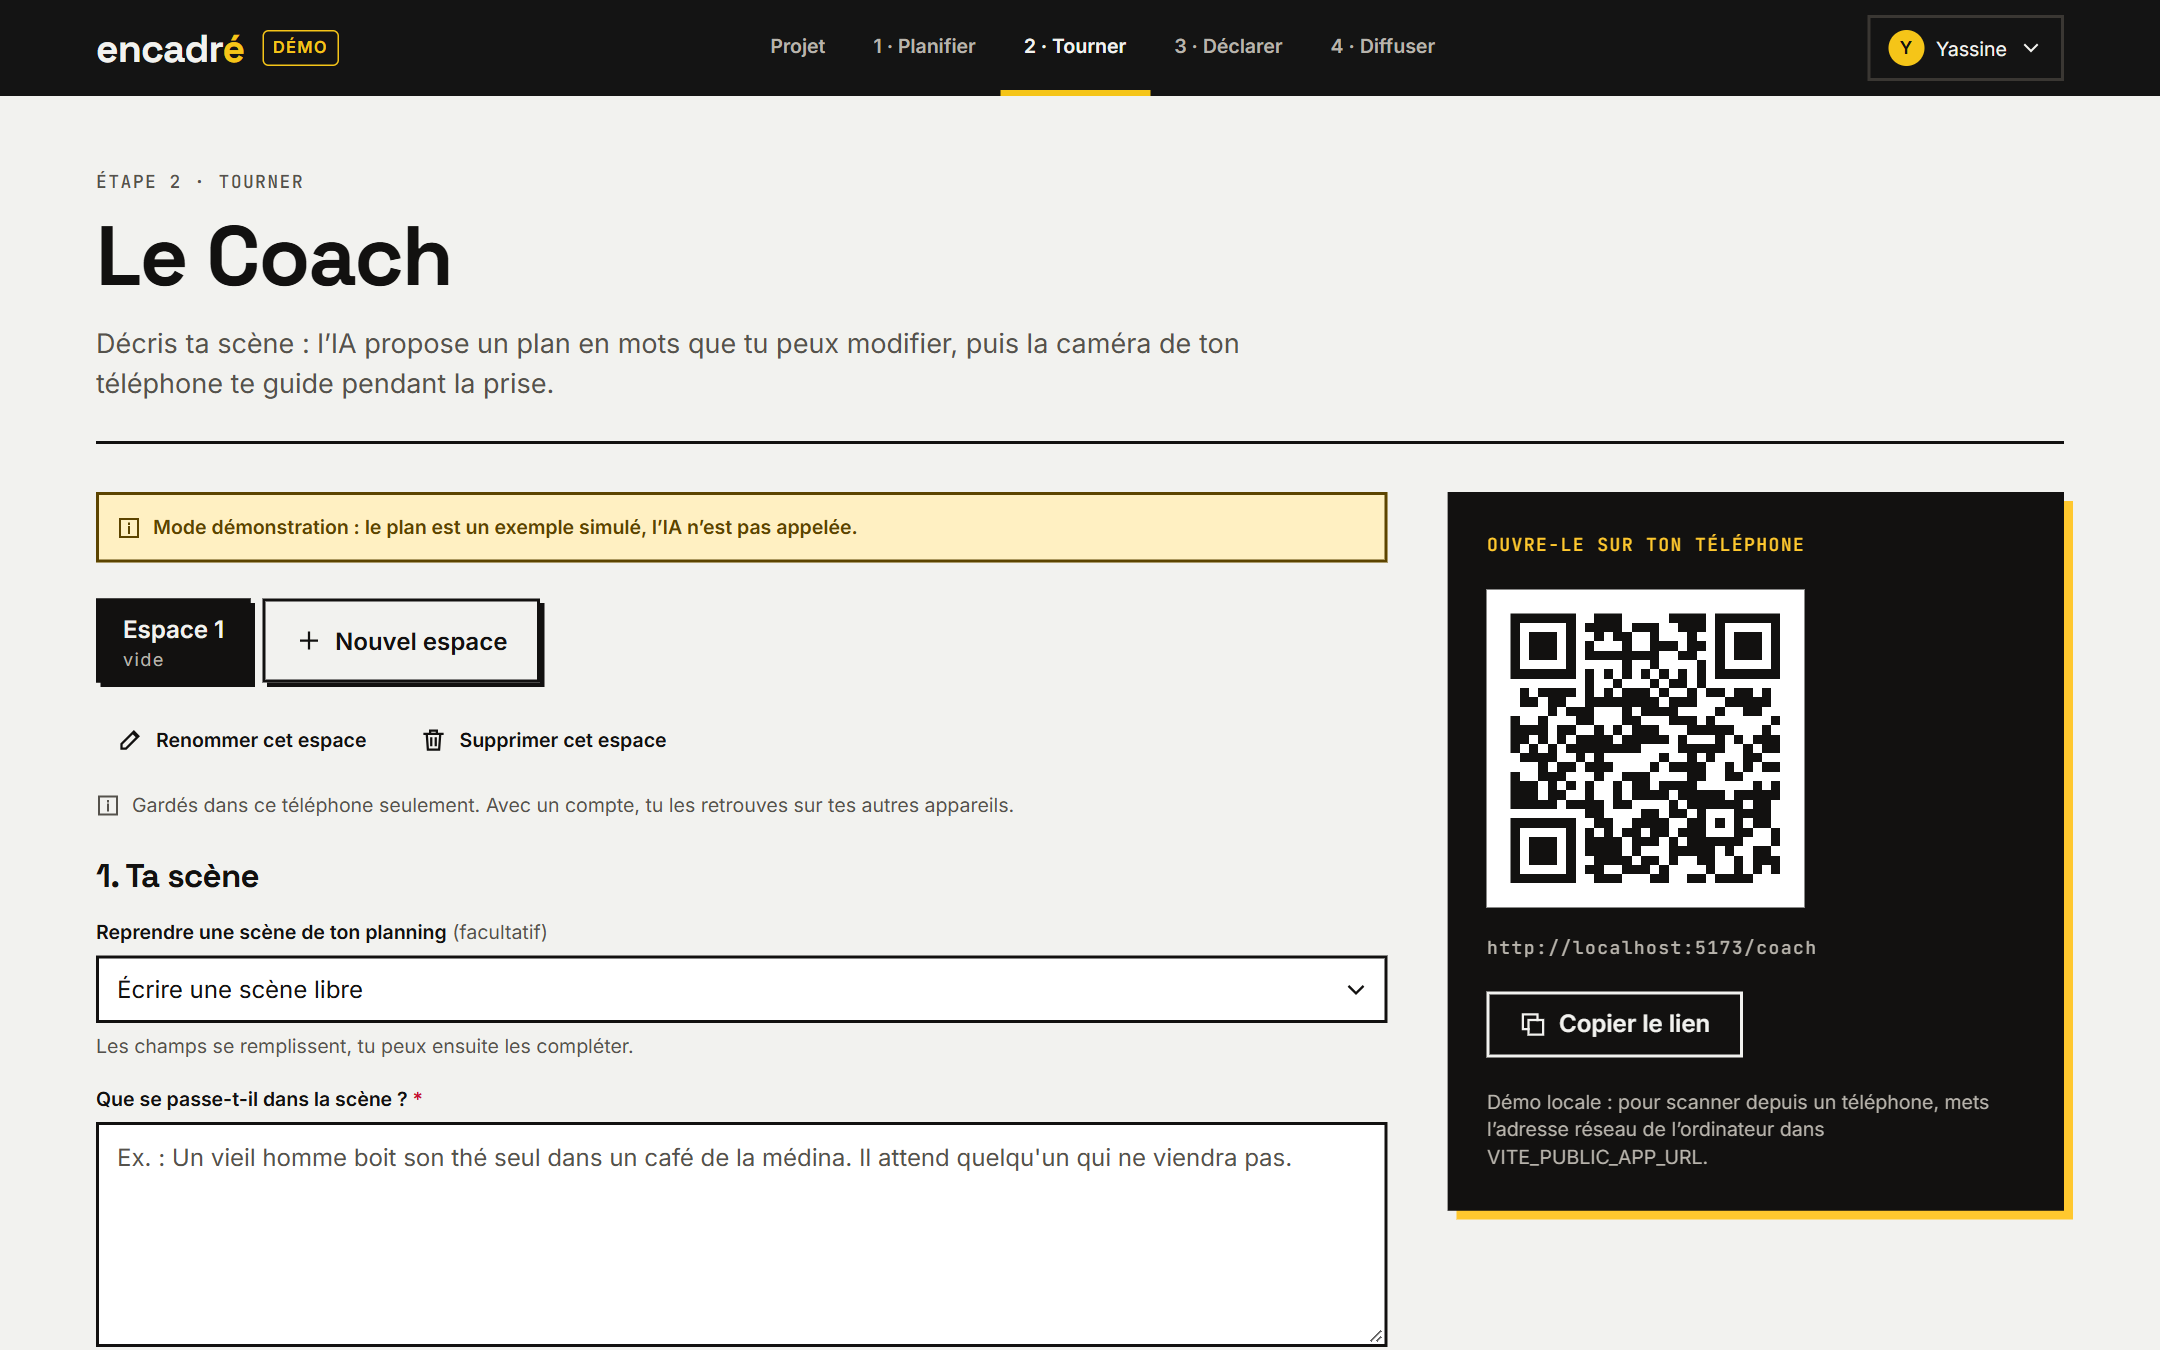 encadré DÉMO
Projet 1 · Planifier 2 · Tourner 3 · Déclarer 4 · Diffuser
Y Yassine
ÉTAPE 2 · TOURNER
Le Coach
Décris ta scène : l’IA propose un plan en mots que tu peux modifier, puis la caméra de ton
téléphone te guide pendant la prise.
Mode démonstration : le plan est un exemple simulé, l’IA n’est pas appelée.
Espace 1
vide
Nouvel espace
Renommer cet espace
Supprimer cet espace
Gardés dans ce téléphone seulement. Avec un compte, tu les retrouves sur tes autres appareils.
1. Ta scène
Reprendre une scène de ton planning (facultatif)
Écrire une scène libre
Les champs se remplissent, tu peux ensuite les compléter.
Que se passe-t-il dans la scène ? *
Ex. : Un vieil homme boit son thé seul dans un café de la médina. Il attend quelqu'un qui ne viendra pas.
OUVRE-LE SUR TON TÉLÉPHONE
http://localhost:5173/coach
Copier le lien
Démo locale : pour scanner depuis un téléphone, mets
l’adresse réseau de l’ordinateur dans
VITE_PUBLIC_APP_URL.